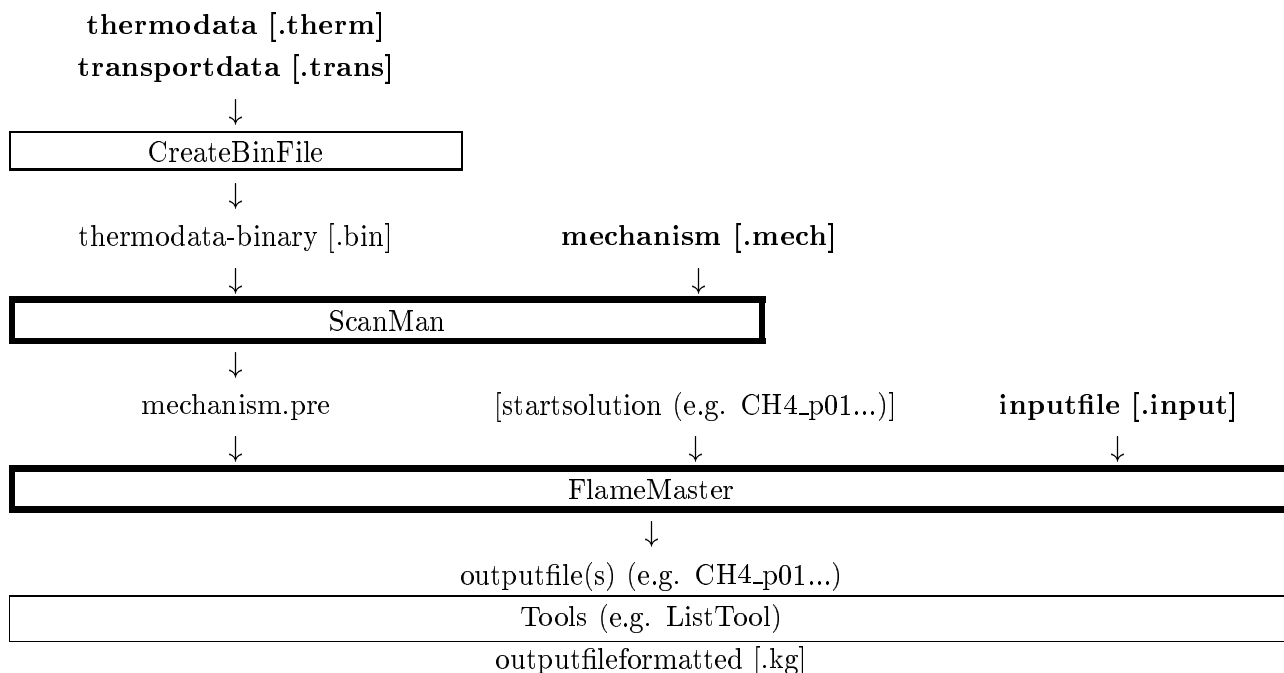 thermodata [.therm]
transportdata [.trans]
↓
CreateBinFile
↓
thermodata-binary [.bin] mechanism [.mech]
↓ ↓
ScanMan
↓
mechanism.pre [startsolution (e.g. CH4_p01...)] inputfile [.input]
↓ ↓ ↓
FlameMaster
↓
outputfile(s) (e.g. CH4_p01...)
Tools (e.g. ListTool)
outputfileformatted [.kg]